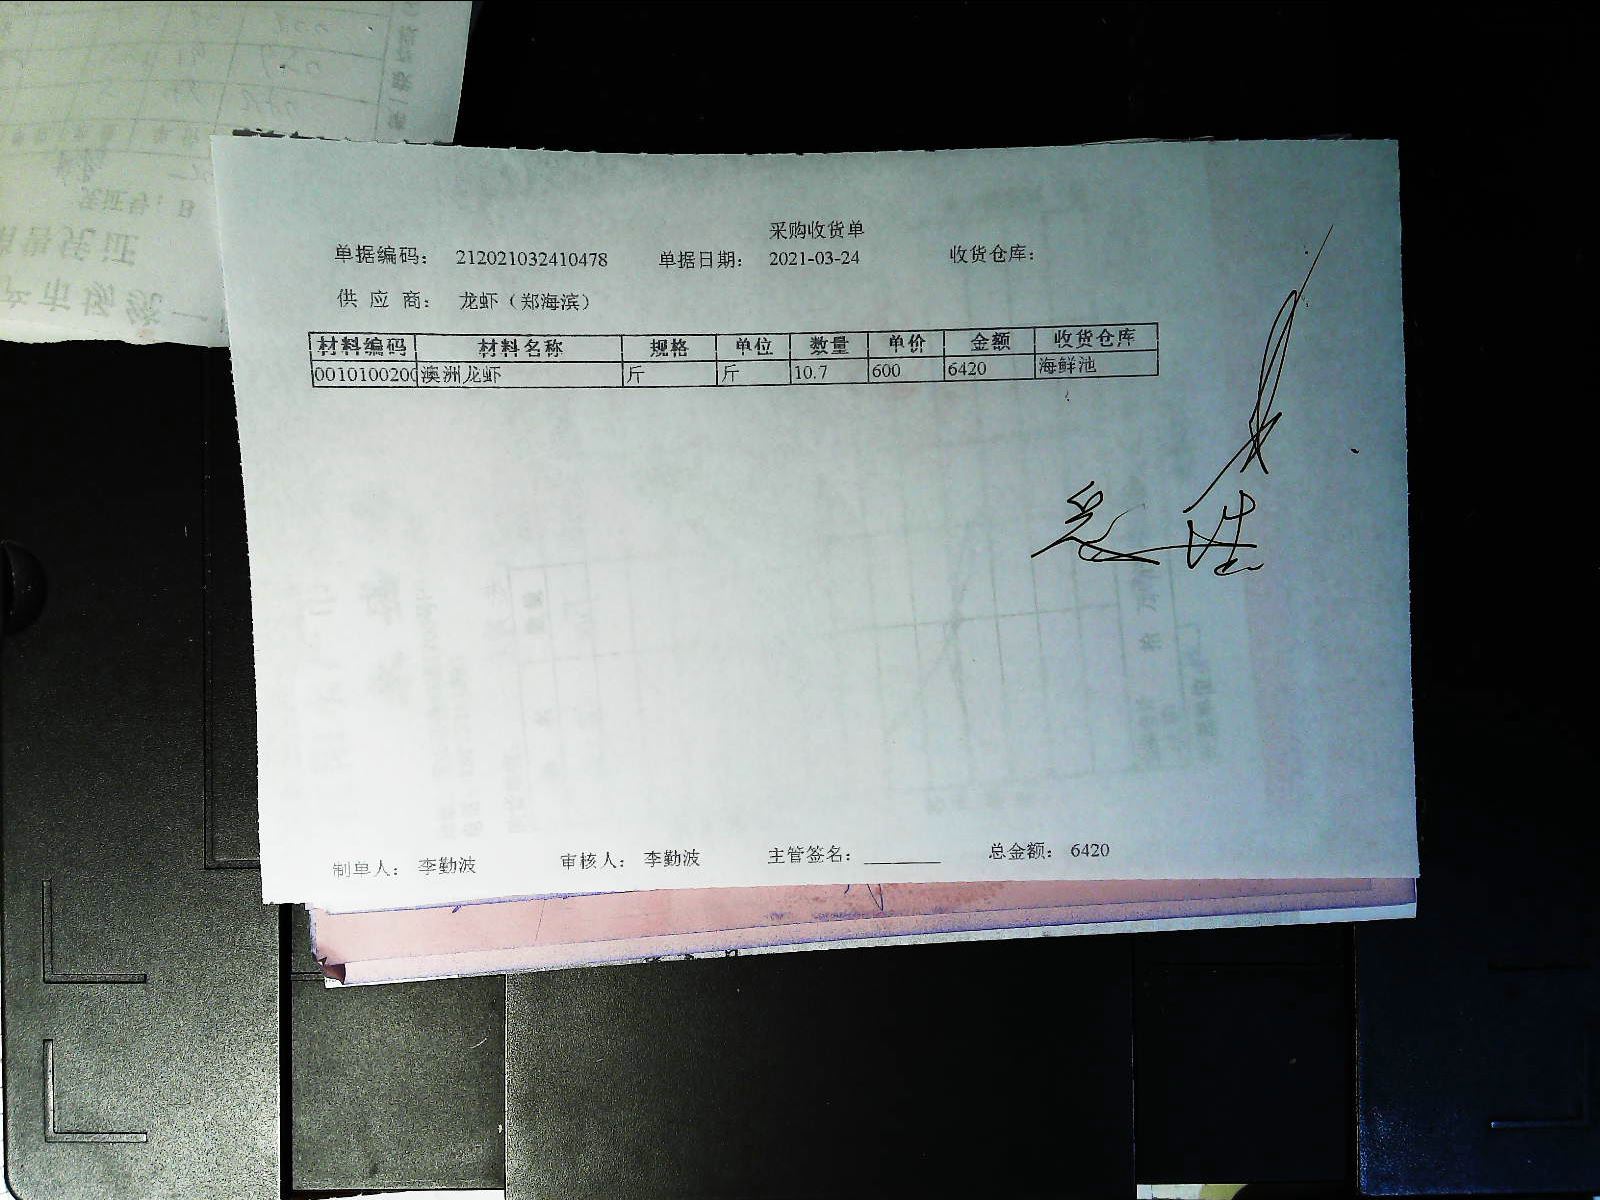 采购收货单
单据编码： 212021032410478 单据日期： 2021-03-24 收货仓库：
供 应 商： 龙虾（郑海滨）
材料编码 材料名称 规格 单位 数量 单价 金额 收货仓库
0010100200 澳洲龙虾 斤 斤 10.7 600 6420 海鲜池
制单人： 李勤波 审核人： 李勤波 主管签名：________ 总金额： 6420